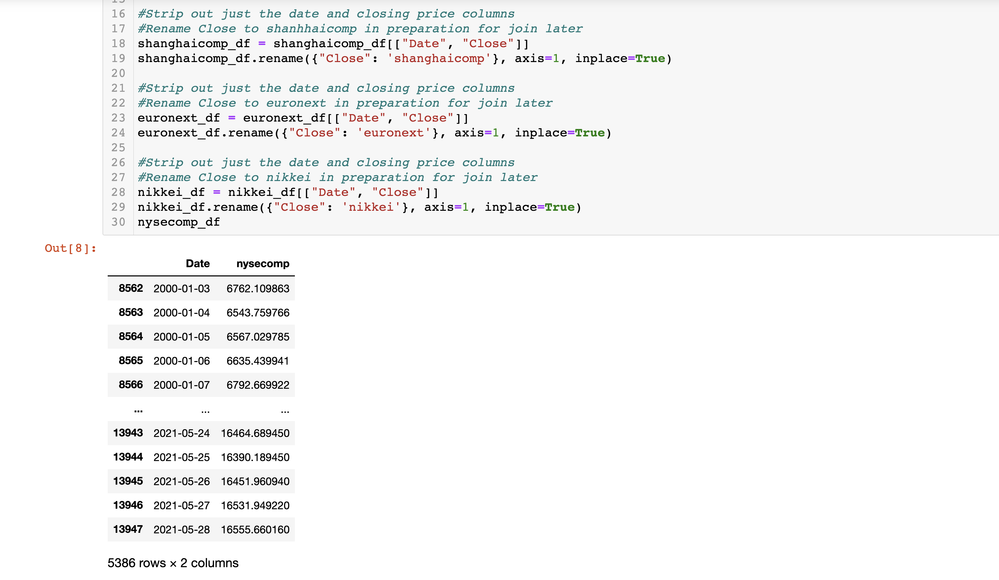 16 #Strip out just the date and closing price columns
17 #Rename Close to shanhhaicomp in preparation for join later
18 shanghaicomp_df = shanghaicomp_df[["Date", "Close"]]
19 shanghaicomp_df.rename({"Close": 'shanghaicomp'}, axis=1, inplace=True)
20
21 #Strip out just the date and closing price columns
22 #Rename Close to euronext in preparation for join later
23 euronext_df = euronext_df[["Date", "Close"]]
24 euronext_df.rename({"Close": 'euronext'}, axis=1, inplace=True)
25
26 #Strip out just the date and closing price columns
27 #Rename Close to nikkei in preparation for join later
28 nikkei_df = nikkei_df[["Date", "Close"]]
29 nikkei_df.rename({"Close": 'nikkei'}, axis=1, inplace=True)
30 nysecomp_df
Out[8]:
Date nysecomp
8562 2000-01-03 6762.109863
8563 2000-01-04 6543.759766
8564 2000-01-05 6567.029785
8565 2000-01-06 6635.439941
8566 2000-01-07 6792.669922
... ... ...
13943 2021-05-24 16464.689450
13944 2021-05-25 16390.189450
13945 2021-05-26 16451.960940
13946 2021-05-27 16531.949220
13947 2021-05-28 16555.660160
5386 rows × 2 columns